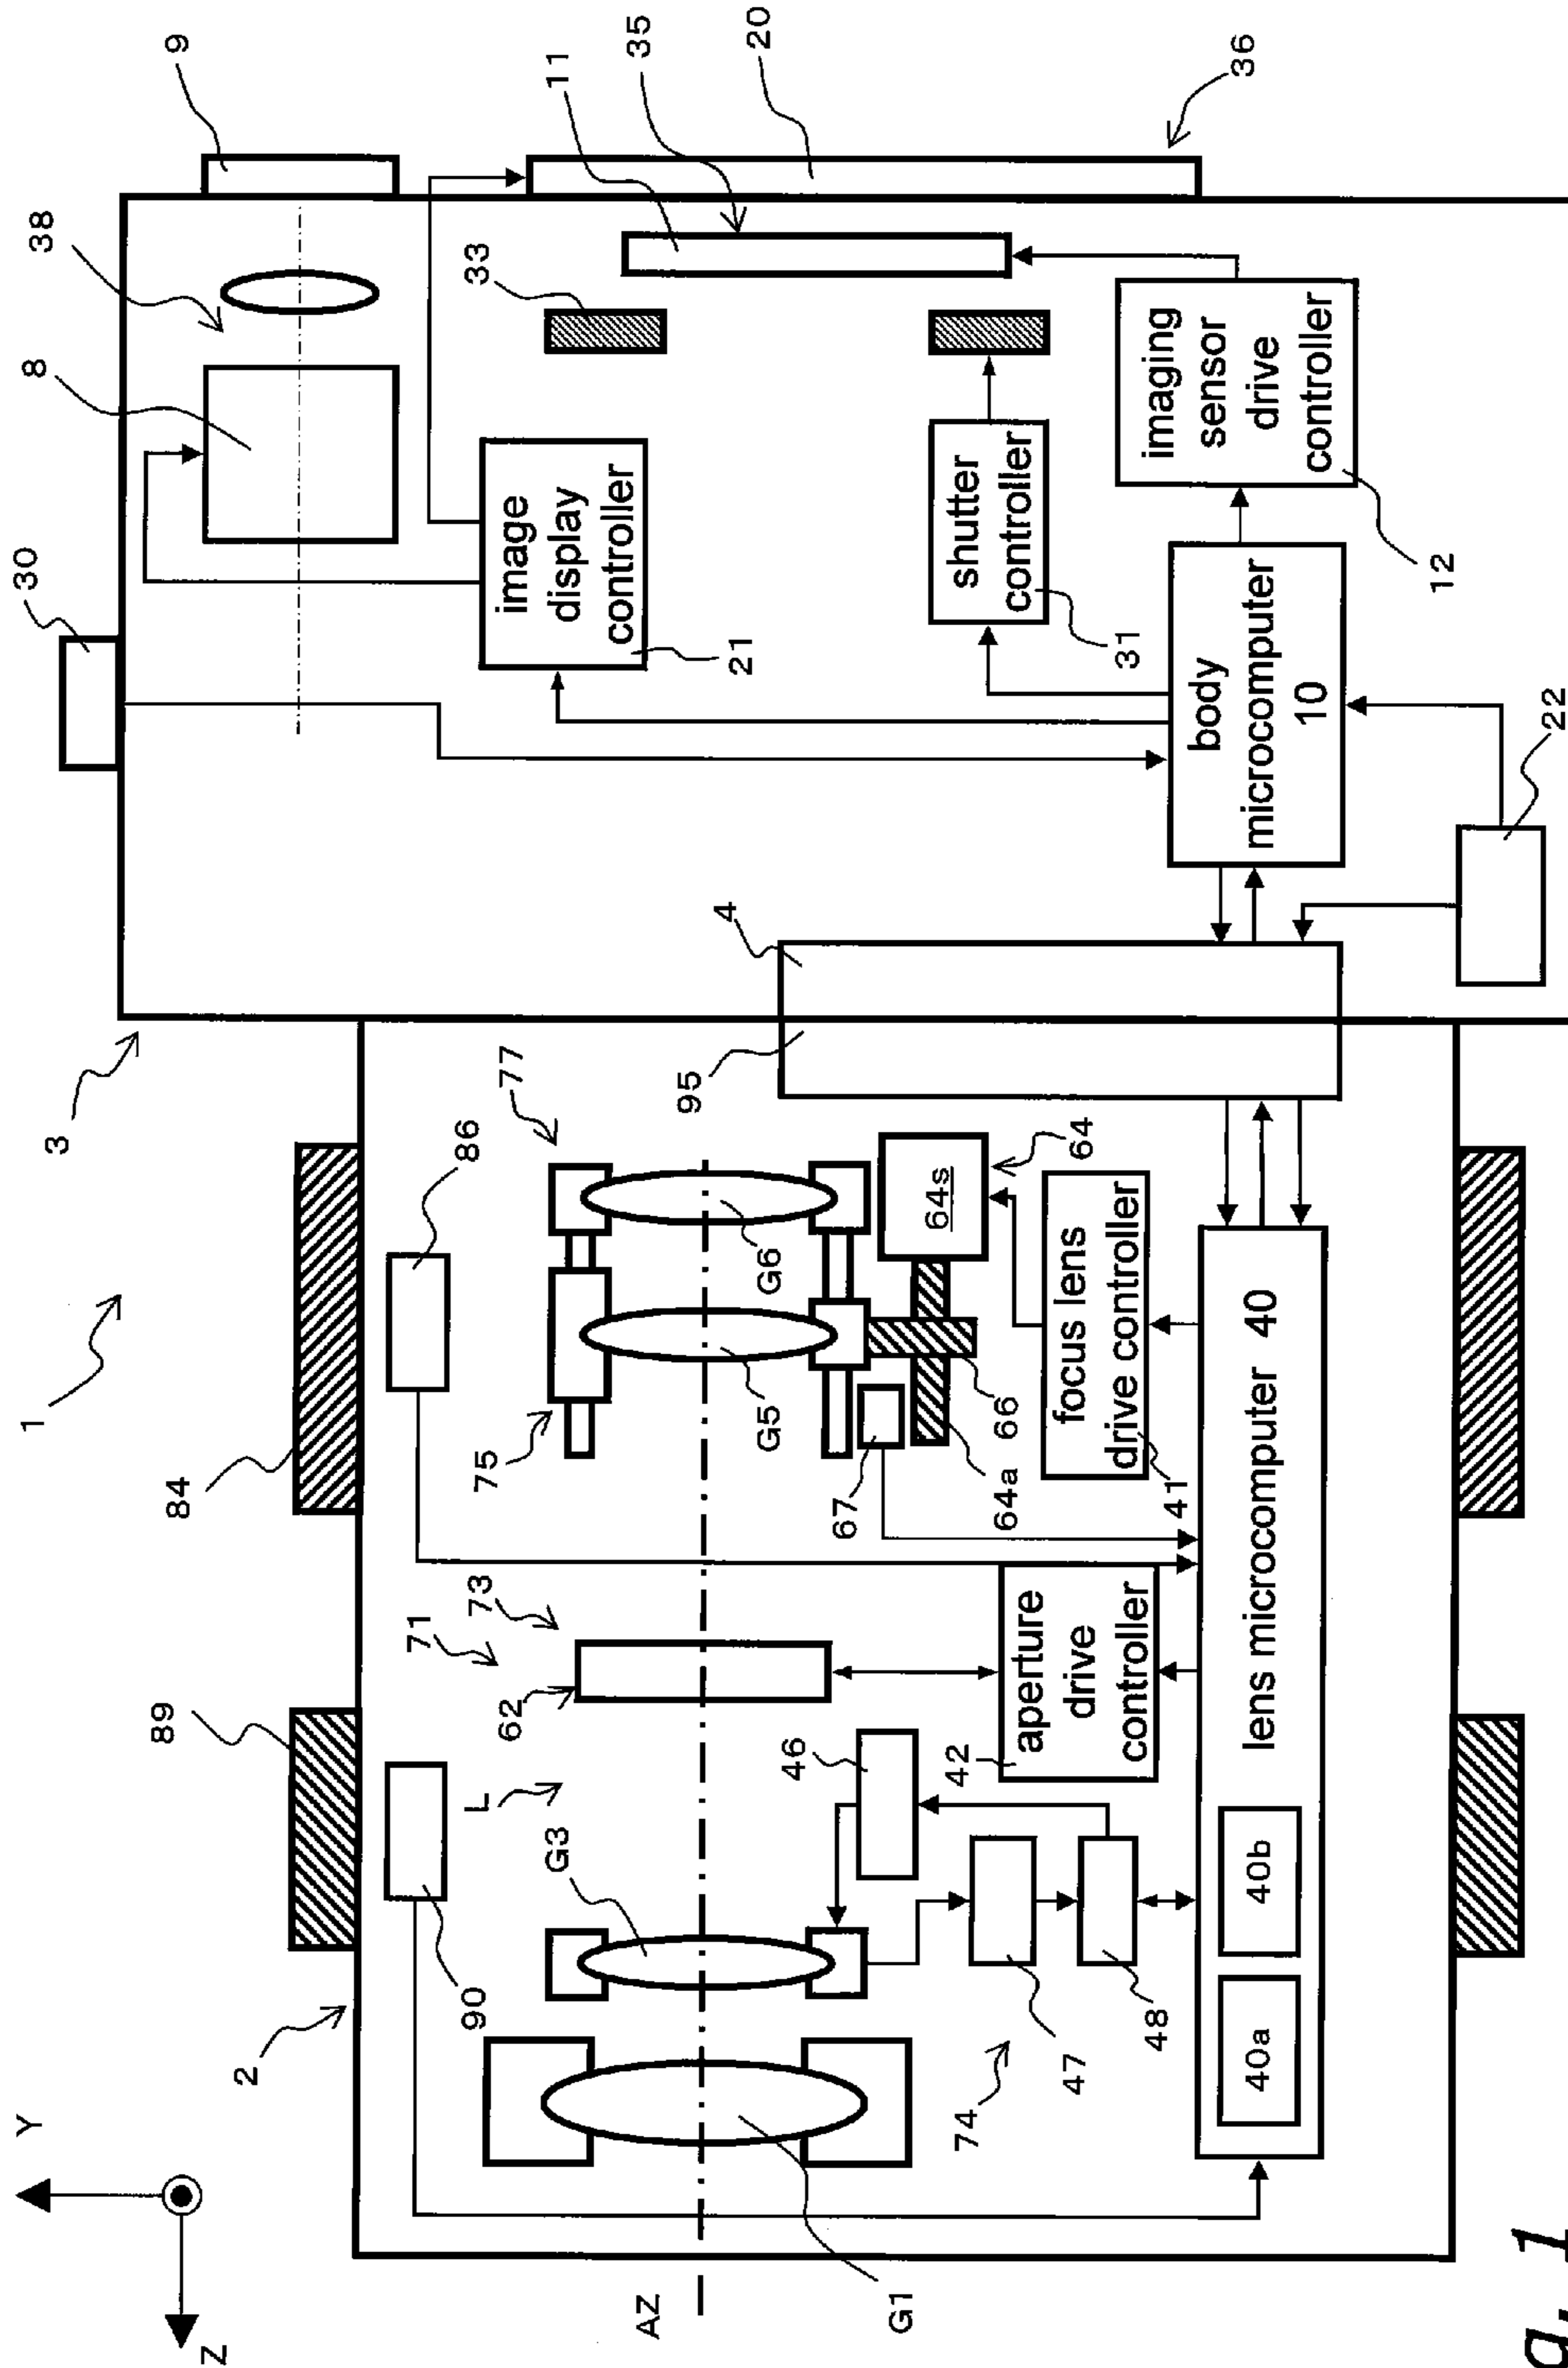 1
3
30
9
38
8
33
11
35
20
36
image
display
controller
21
shutter
controller
31
imaging
sensor
drive
controller
12
body
microcomputer
10
22
4
95
2
89
84
90
86
77
75
71
73
62
L
G3
G5
G6
G1
AZ
Y
Z
64
64s
66
64a
67
focus lens
drive controller
41
aperture
drive
controller
42
46
47
48
74
lens microcomputer 40
40a
40b
g. 1